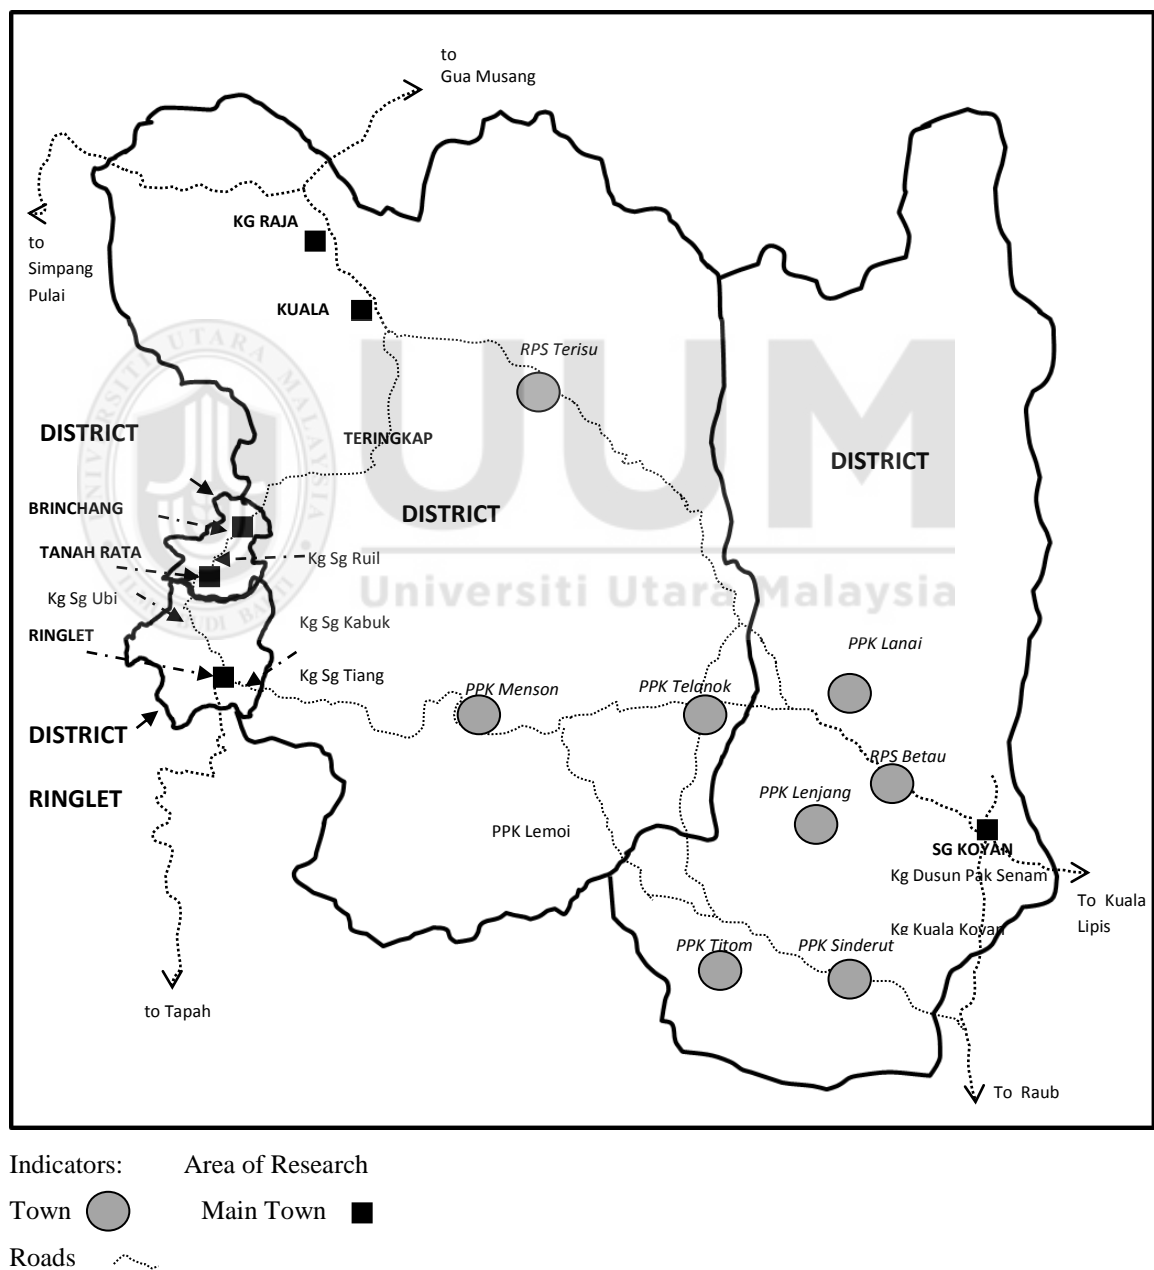 to
Gua Musang
KG RAJA
to
Simpang
Pulai
KUALA
RPS Terisu
UNIVERSITI UTARA MALAYSIA
UUM
Universiti Utara Malaysia
DISTRICT
TERINGKAP
DISTRICT
DISTRICT
BRINCHANG
TANAH RATA
Kg Sg Ruil
Kg Sg Ubi
Kg Sg Kabuk
RINGLET
PPK Lanai
Kg Sg Tiang
PPK Menson
PPK Telanok
DISTRICT
RINGLET
RPS Betau
PPK Lenjang
PPK Lemoi
SG KOYAN
Kg Dusun Pak Senam
To Kuala
Lipis
Kg Kuala Koyan
PPK Titom
PPK Sinderut
to Tapah
To Raub
Indicators: Area of Research
Town Main Town
Roads